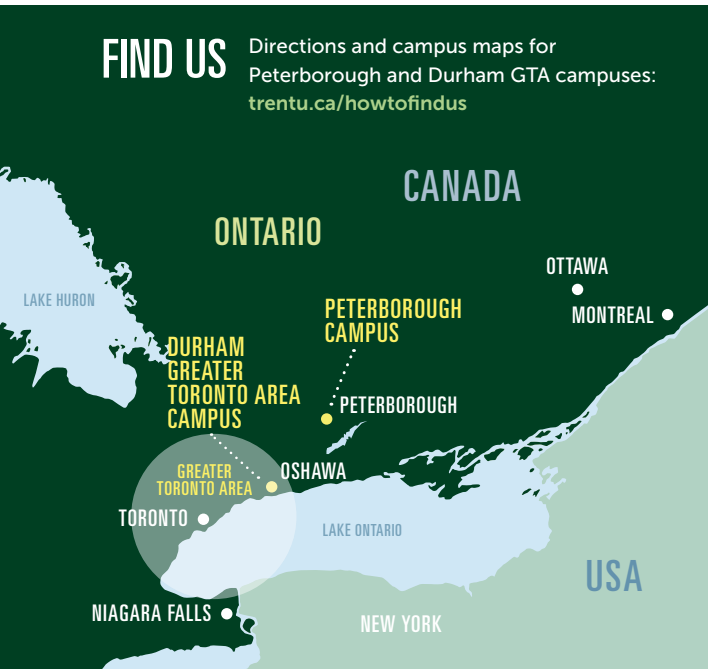 FIND US
Directions and campus maps for
Peterborough and Durham GTA campuses:
trentu.ca/howtofindus
CANADA
ONTARIO
OTTAWA
LAKE HURON
PETERBOROUGH
CAMPUS
MONTREAL
DURHAM
GREATER
TORONTO AREA
CAMPUS
PETERBOROUGH
GREATER
TORONTO AREA
OSHAWA
TORONTO
LAKE ONTARIO
USA
NIAGARA FALLS
NEW YORK